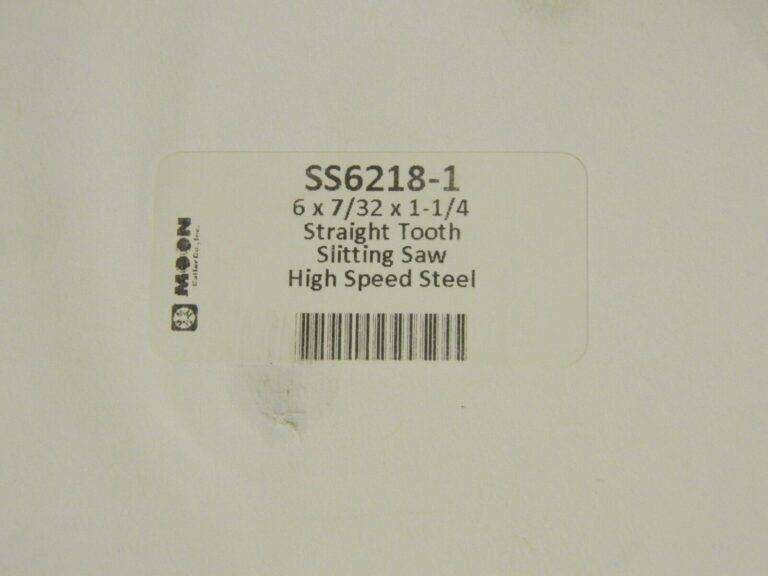 SS6218-1
6 x 7/32 x 1-1/4
Straight Tooth
Slitting Saw
High Speed Steel
MOON
Cutter Co., Inc.